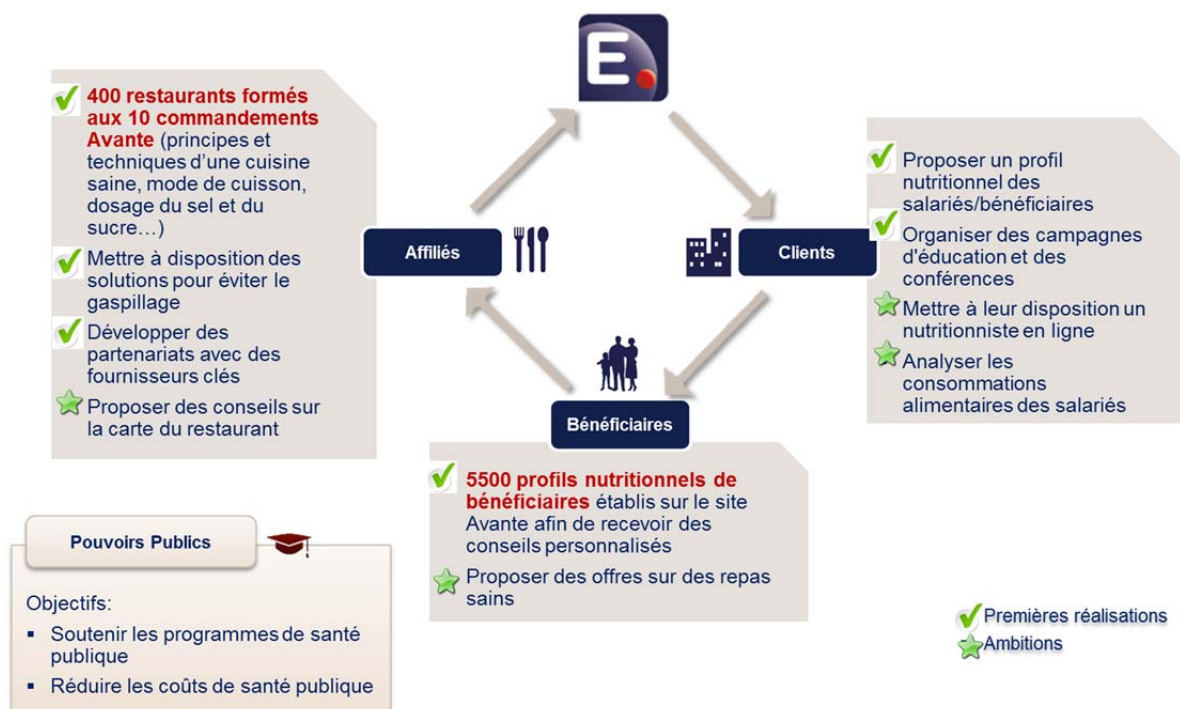 E.
400 restaurants formés
aux 10 commandements
Avante (principes et
techniques d'une cuisine
saine, mode de cuisson,
dosage du sel et du
sucre…)
Mettre à disposition des
solutions pour éviter le
gaspillage
Développer des
partenariats avec des
fournisseurs clés
Proposer des conseils sur
la carte du restaurant
Affiliés
Clients
Proposer un profil
nutritionnel des
salariés/bénéficiaires
Organiser des campagnes
d'éducation et des
conférences
Mettre à leur disposition un
nutritionniste en ligne
Analyser les
consommations
alimentaires des salariés
Bénéficiaires
5500 profils nutritionnels de
bénéficiaires établis sur le site
Avante afin de recevoir des
conseils personnalisés
Proposer des offres sur des repas
sains
Pouvoirs Publics
Objectifs:
▪ Soutenir les programmes de santé
publique
▪ Réduire les coûts de santé publique
Premières réalisations
Ambitions